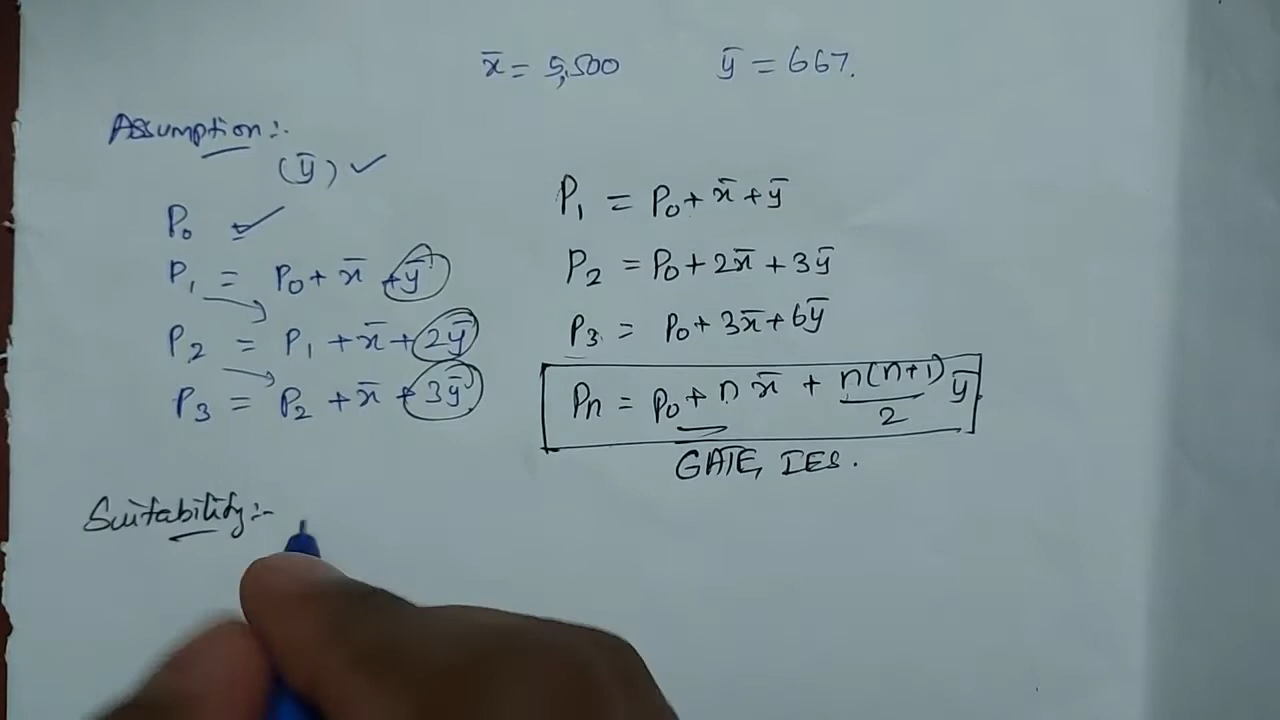 x̄ = 5,500 ȳ = 667.
Assumption :-
(ȳ) ✓
P₀ ✓
P₁ = P₀ + x̄ + ȳ
P₂ = P₁ + x̄ + 2ȳ
P₃ = P₂ + x̄ + 3ȳ
P₁ = P₀ + x̄ + ȳ
P₂ = P₀ + 2x̄ + 3ȳ
P₃ = P₀ + 3x̄ + 6ȳ
Pn = P₀ + n x̄ + n(n+1)/2 ȳ
GATE, IES.
Suitability :-